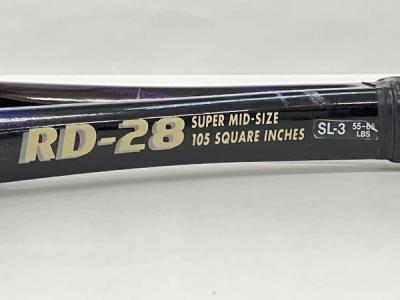 RD-28
SUPER MID-SIZE
105 SQUARE INCHES
SL-3
LBS